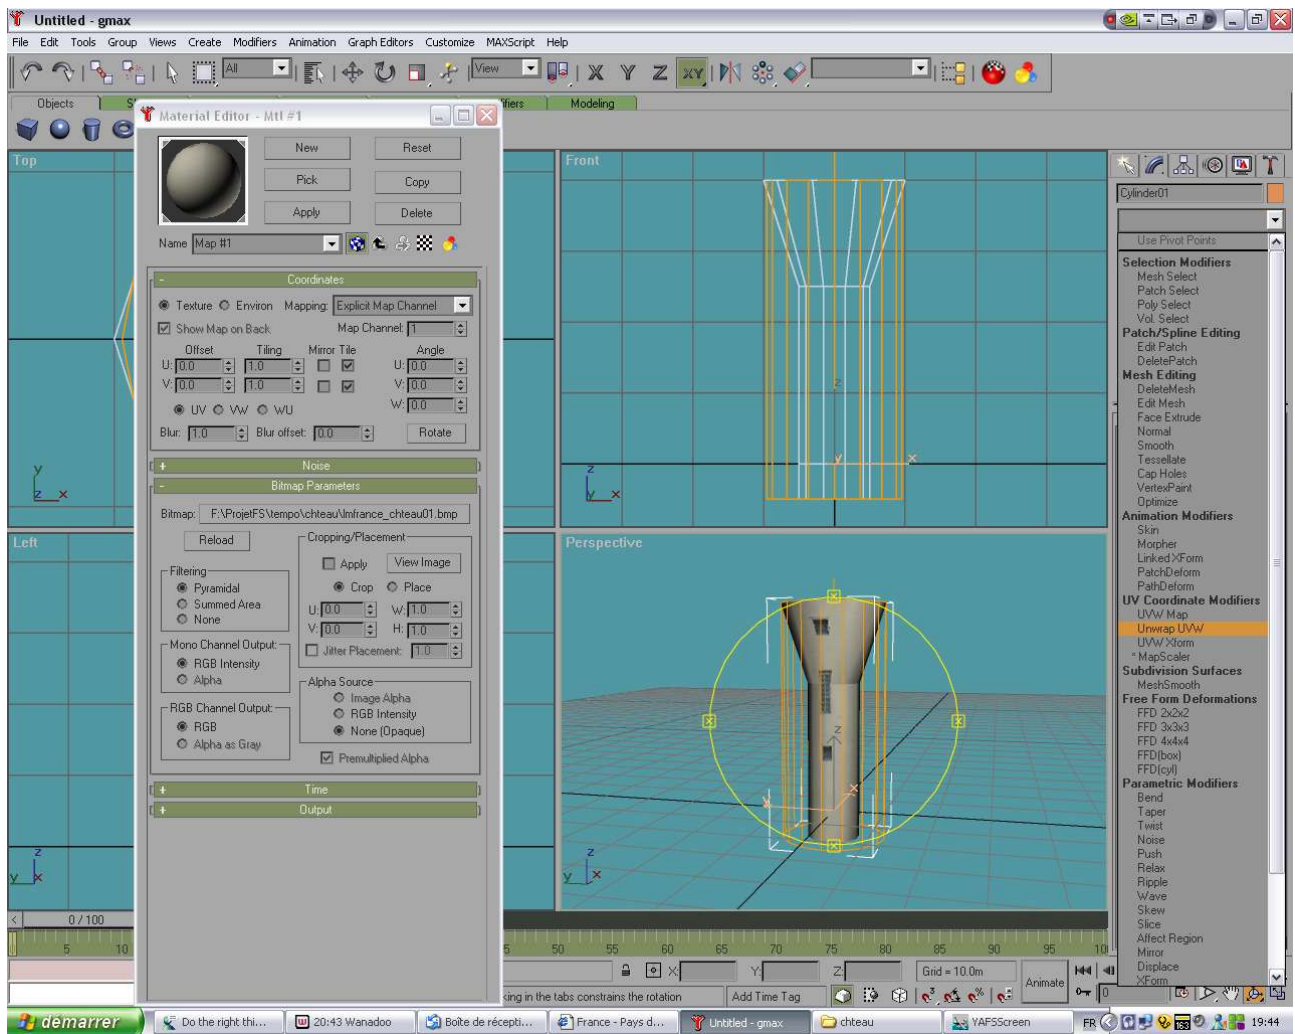 Untitled - gmax
File Edit Tools Group Views Create Modifiers Animation Graph Editors Customize MAXScript Help
All
View
X Y Z XY
Objects
Modeling
Material Editor - Mtl #1
New Reset
Pick Copy
Apply Delete
Name Map #1
Coordinates
Texture Environ Mapping: Explicit Map Channel
Show Map on Back Map Channel: 1
Offset Tiling Mirror Tile Angle
U: 0.0 1.0 U: 0.0
V: 0.0 1.0 V: 0.0
W: 0.0
UV VW WU
Blur: 1.0 Blur offset: 0.0 Rotate
Noise
Bitmap Parameters
Bitmap: F:\ProjetFS\tempo\chteau\lmfrance_chteau01.bmp
Reload
Cropping/Placement
Apply View Image
Crop Place
U: 0.0 W: 1.0
V: 0.0 H: 1.0
Jitter Placement: 1.0
Filtering
Pyramidal
Summed Area
None
Mono Channel Output:
RGB Intensity
Alpha
RGB Channel Output:
RGB
Alpha as Gray
Alpha Source
Image Alpha
RGB Intensity
None (Opaque)
Premultiplied Alpha
Time
Output
Top
y
z x
Left
z
y x
Front
z
y x
z
y x
Perspective
z
y x
z
y x
Cylinder01
Use Pivot Points
Selection Modifiers
Mesh Select
Patch Select
Poly Select
Vol. Select
Patch/Spline Editing
Edit Patch
DeletePatch
Mesh Editing
DeleteMesh
Edit Mesh
Face Extrude
Normal
Smooth
Tessellate
Cap Holes
VertexPaint
Optimize
Animation Modifiers
Skin
Morpher
Linked XForm
PatchDeform
PathDeform
UV Coordinate Modifiers
UVW Map
Unwrap UVW
UVW Xform
* MapScaler
Subdivision Surfaces
MeshSmooth
Free Form Deformations
FFD 2x2x2
FFD 3x3x3
FFD 4x4x4
FFD(box)
FFD(cyl)
Parametric Modifiers
Bend
Taper
Twist
Noise
Push
Relax
Ripple
Wave
Skew
Slice
Affect Region
Mirror
Displace
XForm
0 / 100
5 10 50 55 60 65 70 75 80 85 90 95 10
X: Y: Z: Grid = 10.0m
Animate
king in the tabs constrains the rotation Add Time Tag
0
démarrer Do the right thi... 20:43 Wanadoo Boîte de récepti... France - Pays d... Untitled - gmax chteau YAFSScreen FR 19:44